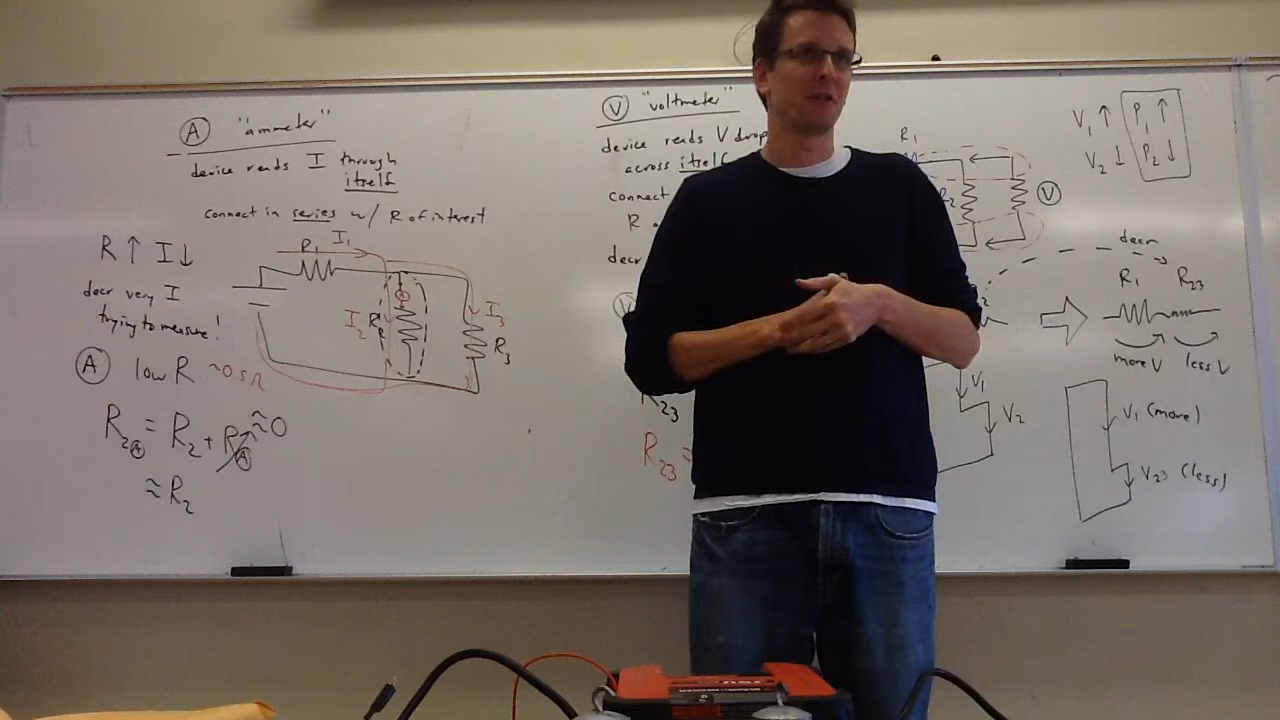 Ⓐ "ammeter"
device reads I through
itself
connect in series w/ R of interest
R ↑ I ↓
decr very I
trying to measure!
Ⓐ low R ~0.5Ω
R₂Ⓐ = R₂ + RⒶ ≈0
≈ R₂
R₁
I₁
I₂
I₃
R₃
Ⓥ "voltmeter"
device reads V drop
across itself
connect
R
decr
Ⓥ
R₂₃
R₂₃ =
R₁
Ⓥ
V₁ ↑ P₁ ↑
V₂ ↓ P₂ ↓
decr
R₁ R₂₃
more V less V
V₁
V₂
V₁ (more)
V₂₃ (less)